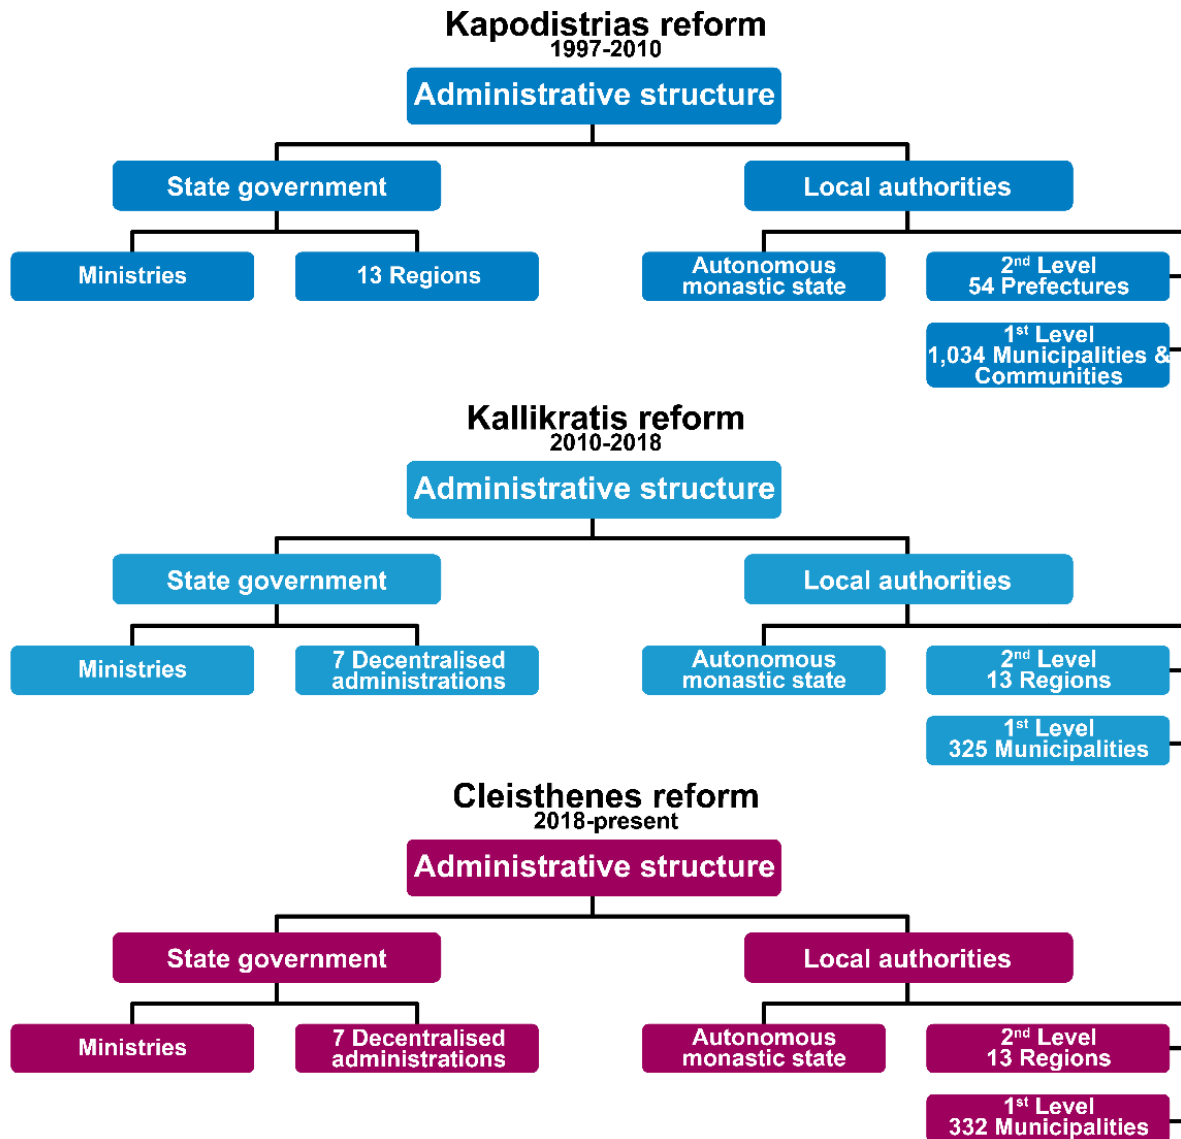 Kapodistrias reform
1997-2010
Administrative structure
State government
Local authorities
Ministries
13 Regions
Autonomous
monastic state
2nd Level
54 Prefectures
1st Level
1,034 Municipalities &
Communities
Kallikratis reform
2010-2018
Administrative structure
State government
Local authorities
Ministries
7 Decentralised
administrations
Autonomous
monastic state
2nd Level
13 Regions
1st Level
325 Municipalities
Cleisthenes reform
2018-present
Administrative structure
State government
Local authorities
Ministries
7 Decentralised
administrations
Autonomous
monastic state
2nd Level
13 Regions
1st Level
332 Municipalities